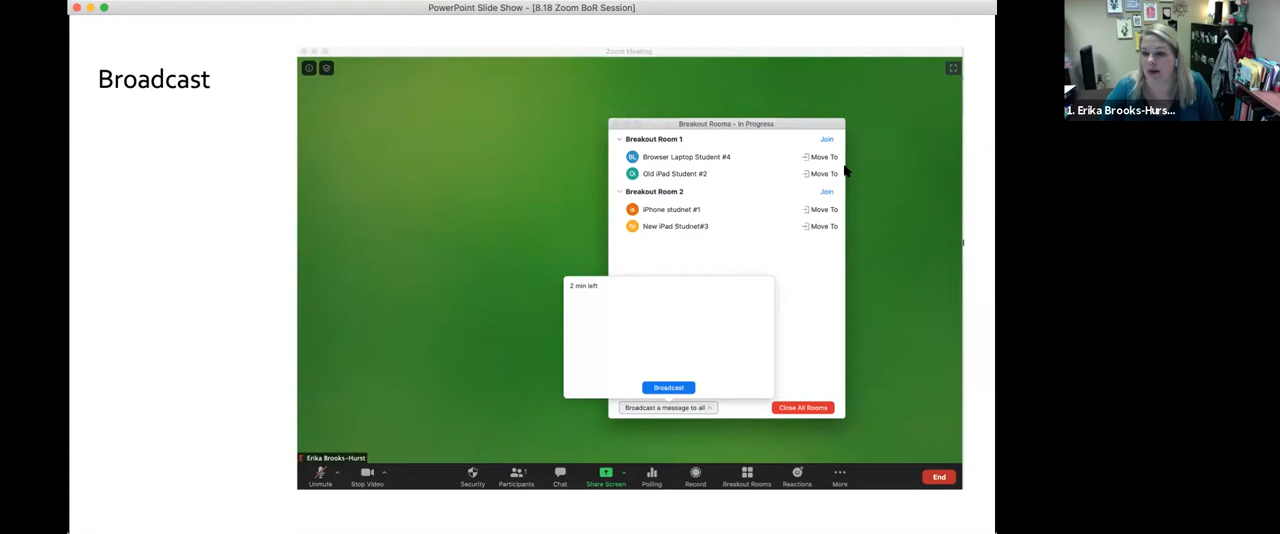 PowerPoint Slide Show - [8.18 Zoom BoR Session]
Broadcast
Zoom Meeting
Breakout Rooms - In Progress
Breakout Room 1 Join
BL Browser Laptop Student #4 Move To
Old iPad Student #2 Move To
Breakout Room 2 Join
iPhone studnet #1 Move To
New iPad Studnet#3 Move To
2 min left
Broadcast
Broadcast a message to all
Close All Rooms
Erika Brooks-Hurst
Unmute Stop Video Security Participants 1 Chat Share Screen Polling Record Breakout Rooms Reactions More End
1. Erika Brooks-Hurs...